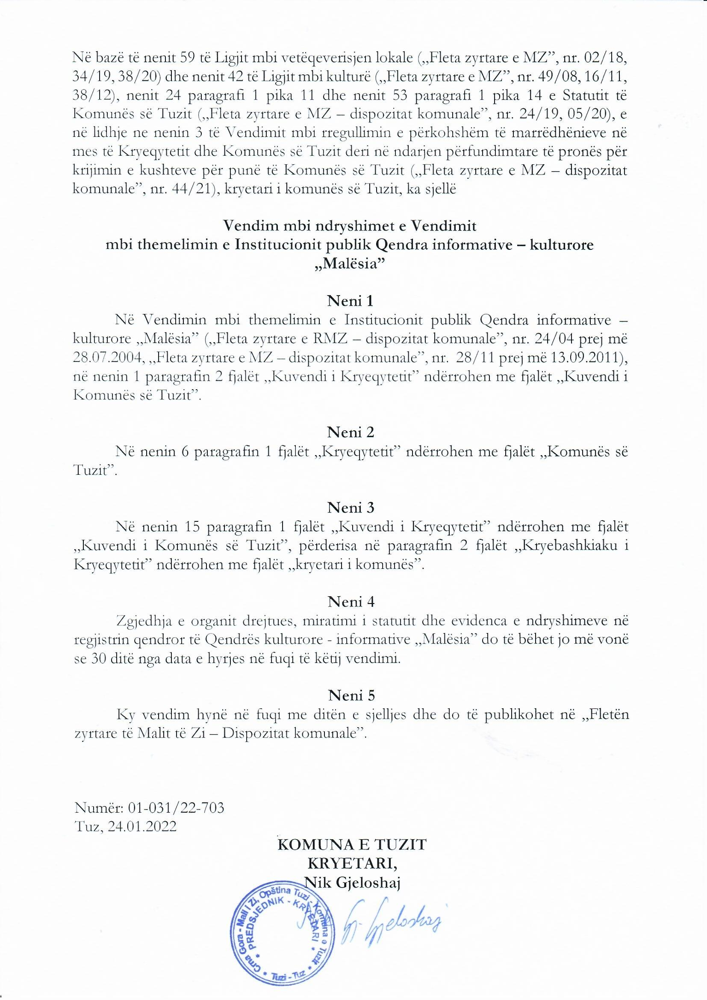 Në bazë të nenit 59 të Ligjit mbi vetëqeverisjen lokale („Fleta zyrtare e MZ”, nr. 02/18,
34/19, 38/20) dhe nenit 42 të Ligjit mbi kulturë („Fleta zyrtare e MZ”, nr. 49/08, 16/11,
38/12), nenit 24 paragrafi 1 pika 11 dhe nenit 53 paragrafi 1 pika 14 e Statutit të
Komunës së Tuzit („Fleta zyrtare e MZ – dispozitat komunale”, nr. 24/19, 05/20), e
në lidhje ne nenin 3 të Vendimit mbi rregullimin e përkohshëm të marrëdhënieve në
mes të Kryeqytetit dhe Komunës së Tuzit deri në ndarjen përfundimtare të pronës për
krijimin e kushteve për punë të Komunës së Tuzit („Fleta zyrtare e MZ – dispozitat
komunale”, nr. 44/21), kryetari i komunës së Tuzit, ka sjellë
Vendim mbi ndryshimet e Vendimit
mbi themelimin e Institucionit publik Qendra informative – kulturore
„Malësia”
Neni 1
Në Vendimin mbi themelimin e Institucionit publik Qendra informative –
kulturore „Malësia” („Fleta zyrtare e RMZ – dispozitat komunale”, nr. 24/04 prej më
28.07.2004, „Fleta zyrtare e MZ – dispozitat komunale”, nr. 28/11 prej më 13.09.2011),
në nenin 1 paragrafin 2 fjalët „Kuvendi i Kryeqytetit” ndërrohen me fjalët „Kuvendi i
Komunës së Tuzit”.
Neni 2
Në nenin 6 paragrafin 1 fjalët „Kryeqytetit” ndërrohen me fjalët „Komunës së
Tuzit”.
Neni 3
Në nenin 15 paragrafin 1 fjalët „Kuvendi i Kryeqytetit” ndërrohen me fjalët
„Kuvendi i Komunës së Tuzit”, përderisa në paragrafin 2 fjalët „Kryebashkiaku i
Kryeqytetit” ndërrohen me fjalët „kryetari i komunës”.
Neni 4
Zgjedhja e organit drejtues, miratimi i statutit dhe evidenca e ndryshimeve në
regjistrin qendror të Qendrës kulturore - informative „Malësia” do të bëhet jo më vonë
se 30 ditë nga data e hyrjes në fuqi të këtij vendimi.
Neni 5
Ky vendim hynë në fuqi me ditën e sjelljes dhe do të publikohet në „Fletën
zyrtare të Malit të Zi – Dispozitat komunale”.
Numër: 01-031/22-703
Tuz, 24.01.2022
KOMUNA E TUZIT
KRYETARI,
Nik Gjeloshaj
Crna Gora - Mali i Zi, Opština Tuzi - Komuna e Tuzit
PREDSJEDNIK - KRYETARI
Tuzi - Tuz
Gjeloshaj